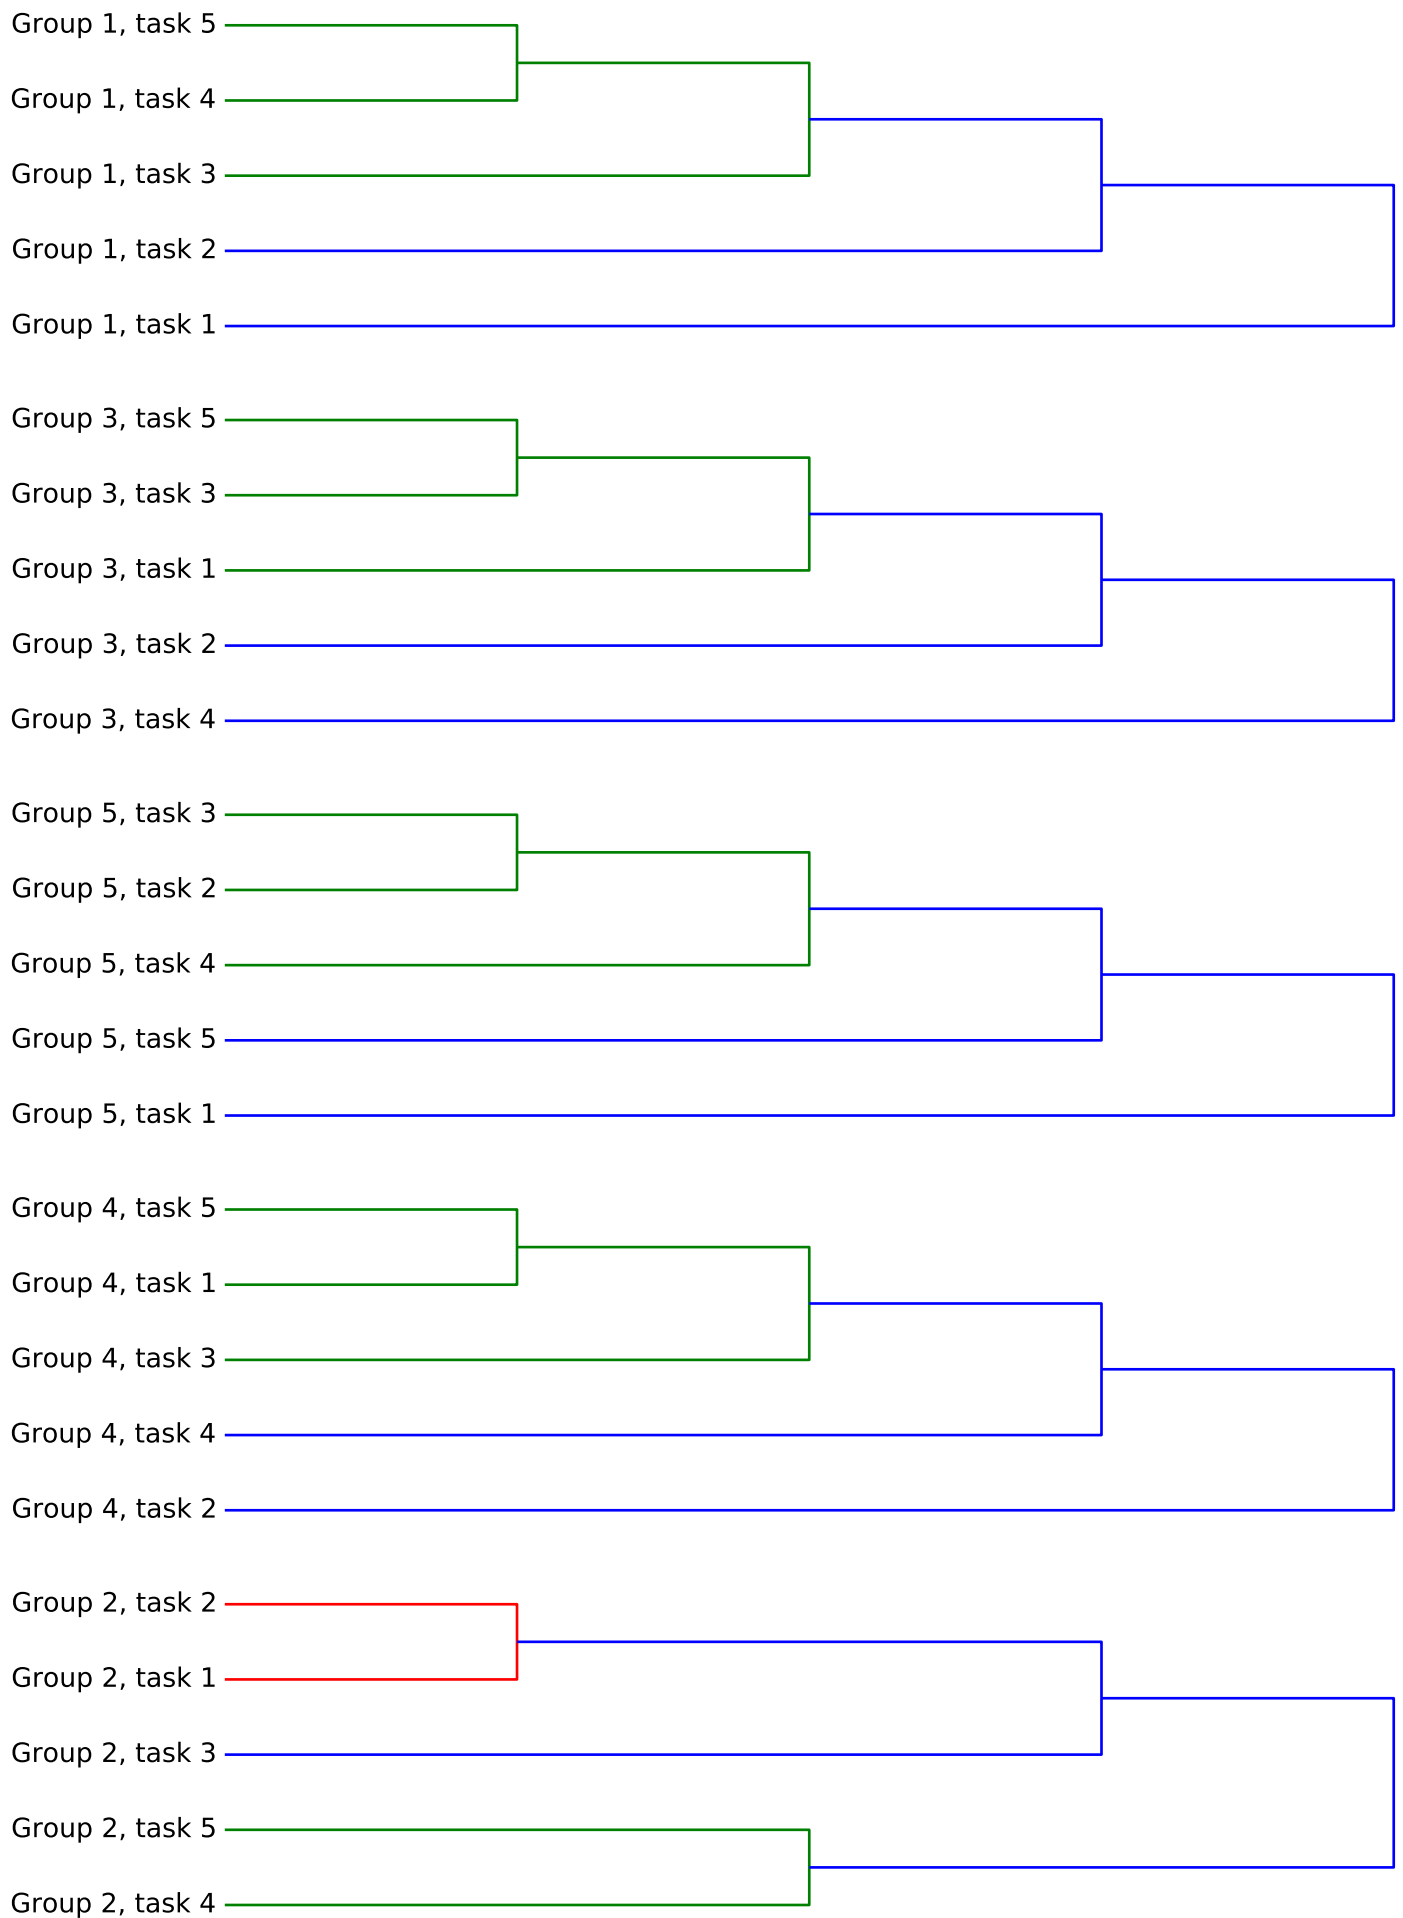 Group 1, task 5
Group 1, task 4
Group 1, task 3
Group 1, task 2
Group 1, task 1
Group 3, task 5
Group 3, task 3
Group 3, task 1
Group 3, task 2
Group 3, task 4
Group 5, task 3
Group 5, task 2
Group 5, task 4
Group 5, task 5
Group 5, task 1
Group 4, task 5
Group 4, task 1
Group 4, task 3
Group 4, task 4
Group 4, task 2
Group 2, task 2
Group 2, task 1
Group 2, task 3
Group 2, task 5
Group 2, task 4